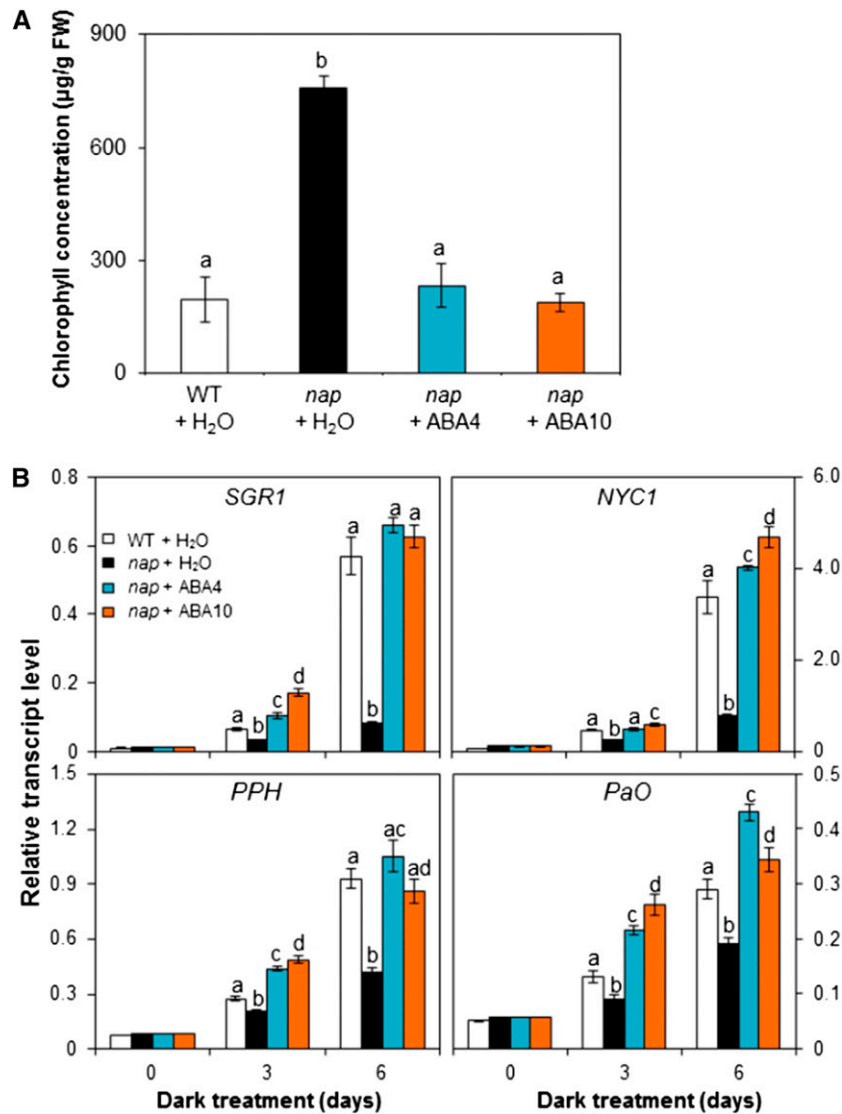 A
Chlorophyll concentration (µg/g FW)
900
600
300
0
a
b
a
a
WT
+ H₂O
nap
+ H₂O
nap
+ ABA4
nap
+ ABA10
B
Relative transcript level
SGR1
0.8
0.6
0.4
0.2
0
WT + H₂O
nap + H₂O
nap + ABA4
nap + ABA10
a b c d
a b a a
NYC1
6.0
4.0
2.0
0
a b a c
a b c d
PPH
1.5
1.2
0.9
0.6
0.3
0
a b c d
a b ac ad
0 3 6
Dark treatment (days)
PaO
0.5
0.4
0.3
0.2
0.1
0
a b c d
a b c d
0 3 6
Dark treatment (days)